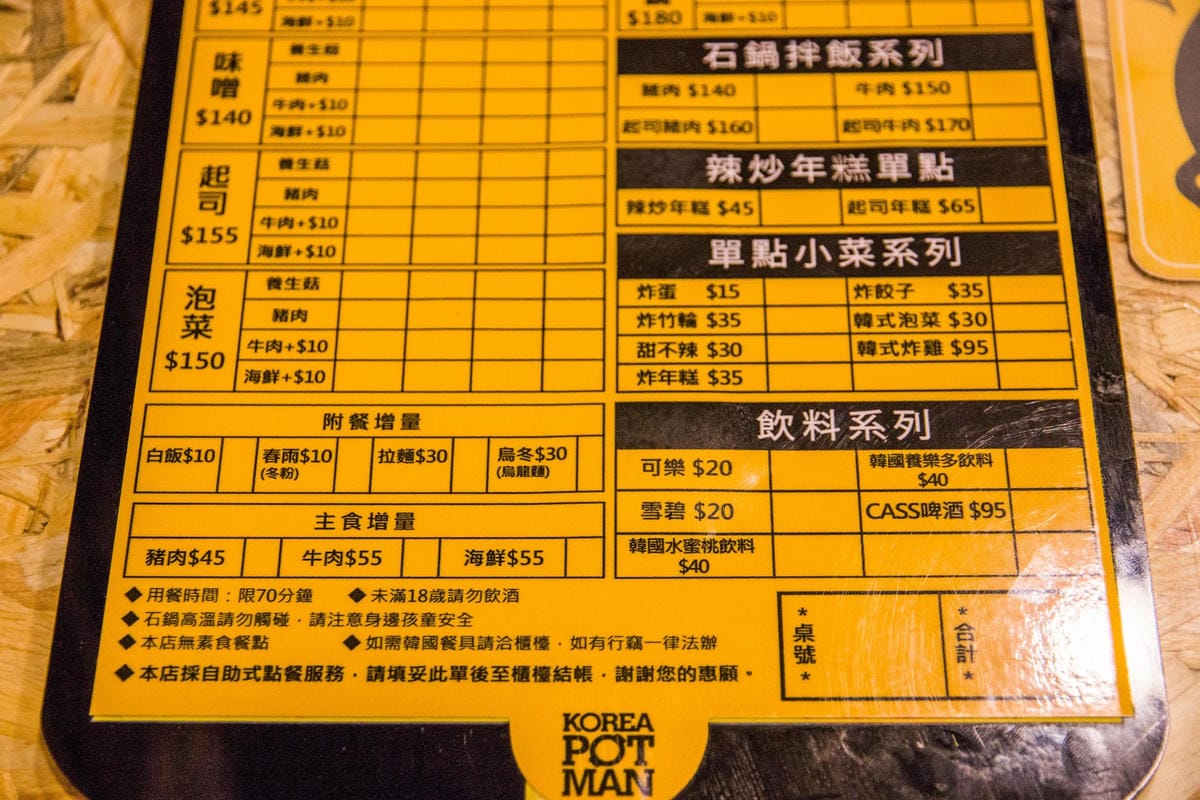 $145
海鮮+$10
味噌
$140
養生菇
豬肉
牛肉+$10
海鮮+$10
起司
$155
養生菇
豬肉
牛肉+$10
海鮮+$10
泡菜
$150
養生菇
豬肉
牛肉+$10
海鮮+$10
附餐增量
白飯$10 春雨$10 拉麵$30 烏冬$30
(冬粉) (烏龍麵)
主食增量
豬肉$45 牛肉$55 海鮮$55
$180 海鮮+$10
石鍋拌飯系列
豬肉 $140 牛肉 $150
起司豬肉 $160 起司牛肉 $170
辣炒年糕單點
辣炒年糕 $45 起司年糕 $65
單點小菜系列
炸蛋 $15 炸餃子 $35
炸竹輪 $35 韓式泡菜 $30
甜不辣 $30 韓式炸雞 $95
炸年糕 $35
飲料系列
可樂 $20 韓國養樂多飲料
$40
雪碧 $20 CASS啤酒 $95
韓國水蜜桃飲料
$40
◆用餐時間：限70分鐘 ◆未滿18歲請勿飲酒
◆石鍋高溫請勿觸碰，請注意身邊孩童安全
◆本店無素食餐點 ◆如需韓國餐具請洽櫃檯，如有行竊一律法辦
◆本店採自助式點餐服務，請填妥此單後至櫃檯結帳，謝謝您的惠顧。
*桌號*
*合計*
KOREA
POT
MAN